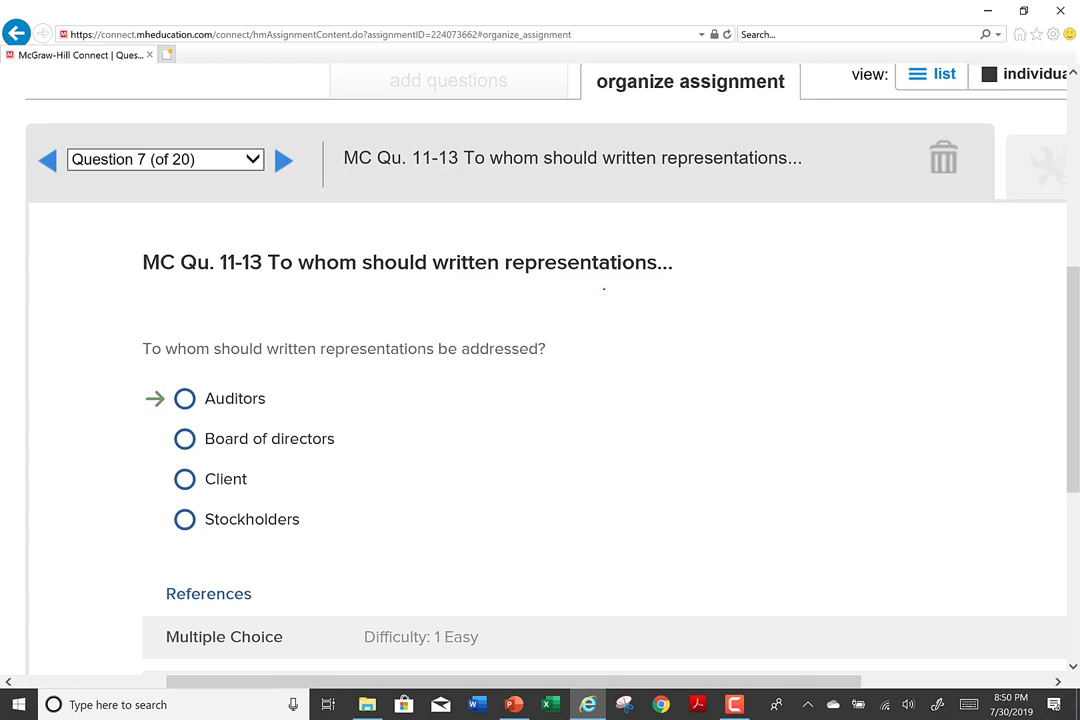 https://connect.mheducation.com/connect/hmAssignmentContent.do?assignmentID=224073662#organize_assignment
Search...
McGraw-Hill Connect | Ques...
add questions
organize assignment
view:
list
individua
Question 7 (of 20)
MC Qu. 11-13 To whom should written representations...
MC Qu. 11-13 To whom should written representations...
To whom should written representations be addressed?
Auditors
Board of directors
Client
Stockholders
References
Multiple Choice
Difficulty: 1 Easy
Type here to search
8:50 PM
7/30/2019